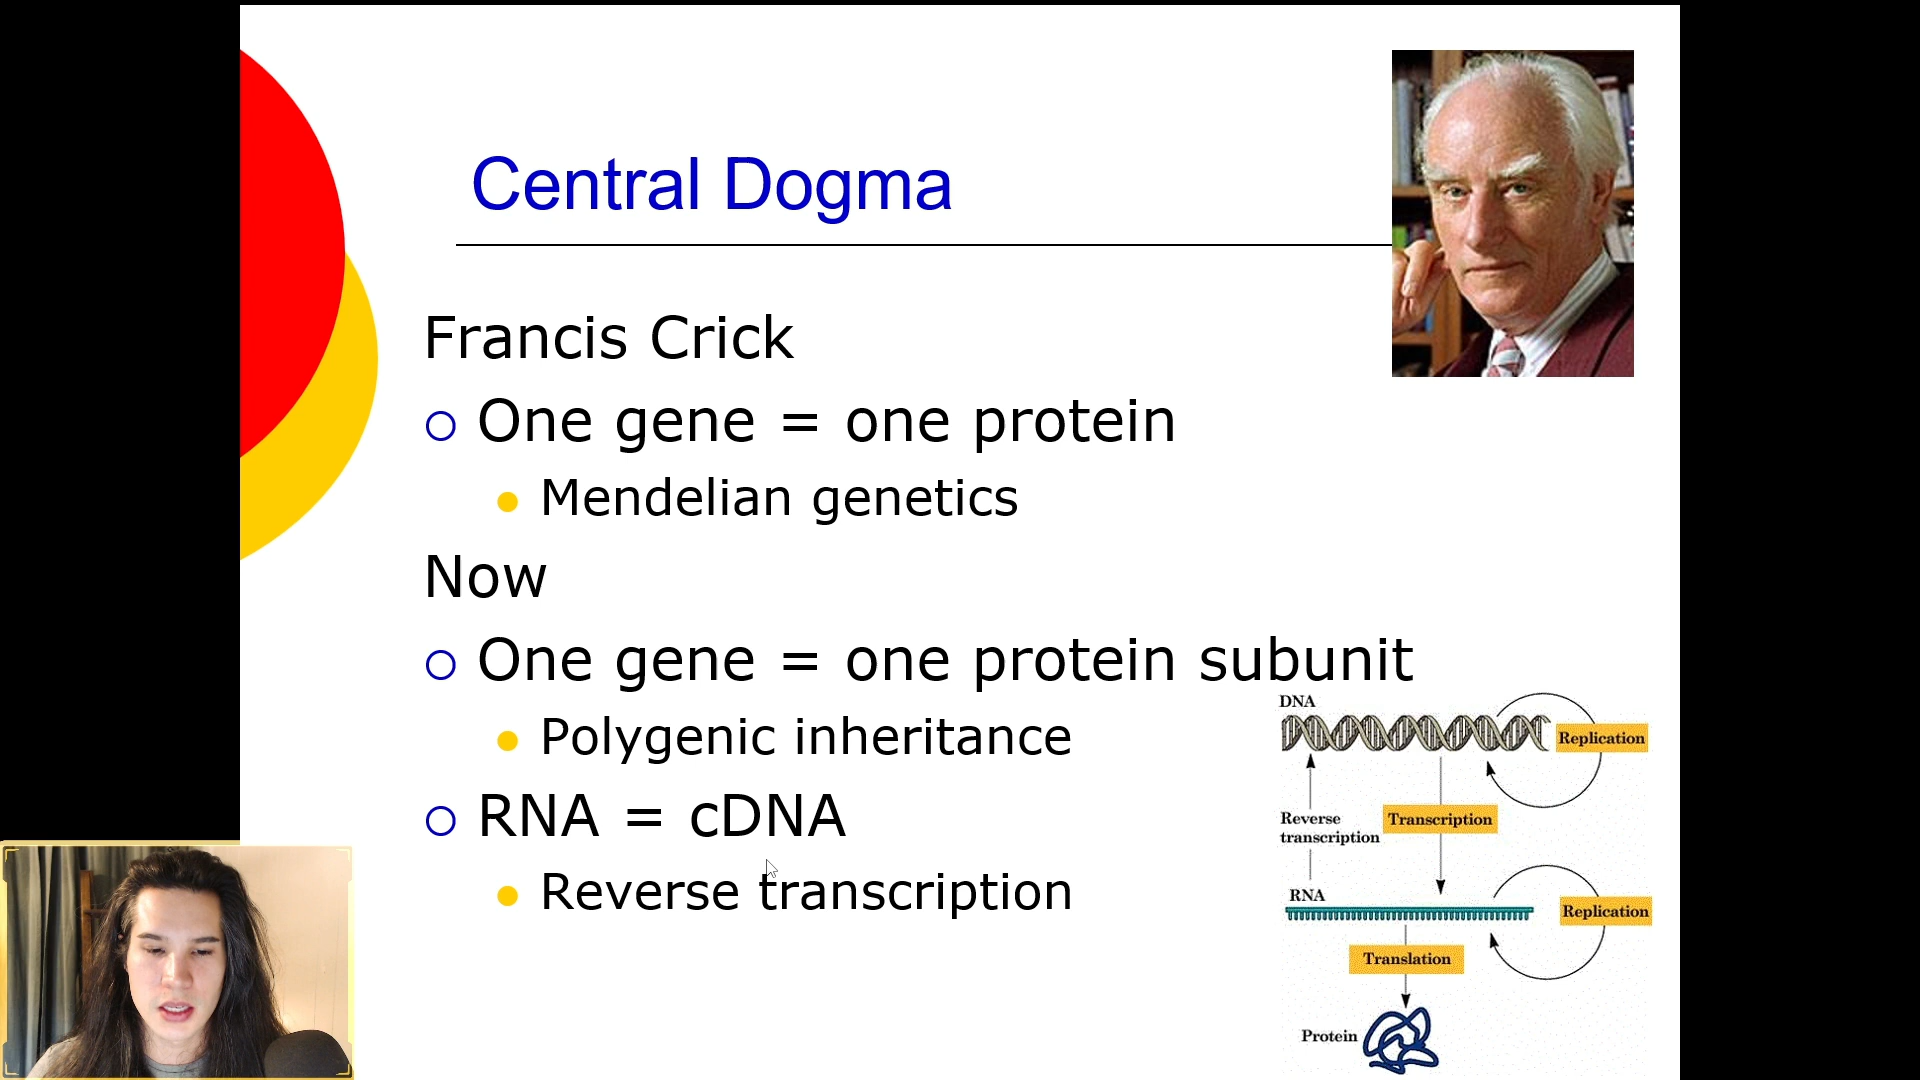 Central Dogma
Francis Crick
One gene = one protein
Mendelian genetics
Now
One gene = one protein subunit
Polygenic inheritance
RNA = cDNA
Reverse transcription
DNA
Replication
Reverse
transcription
Transcription
RNA
Replication
Translation
Protein